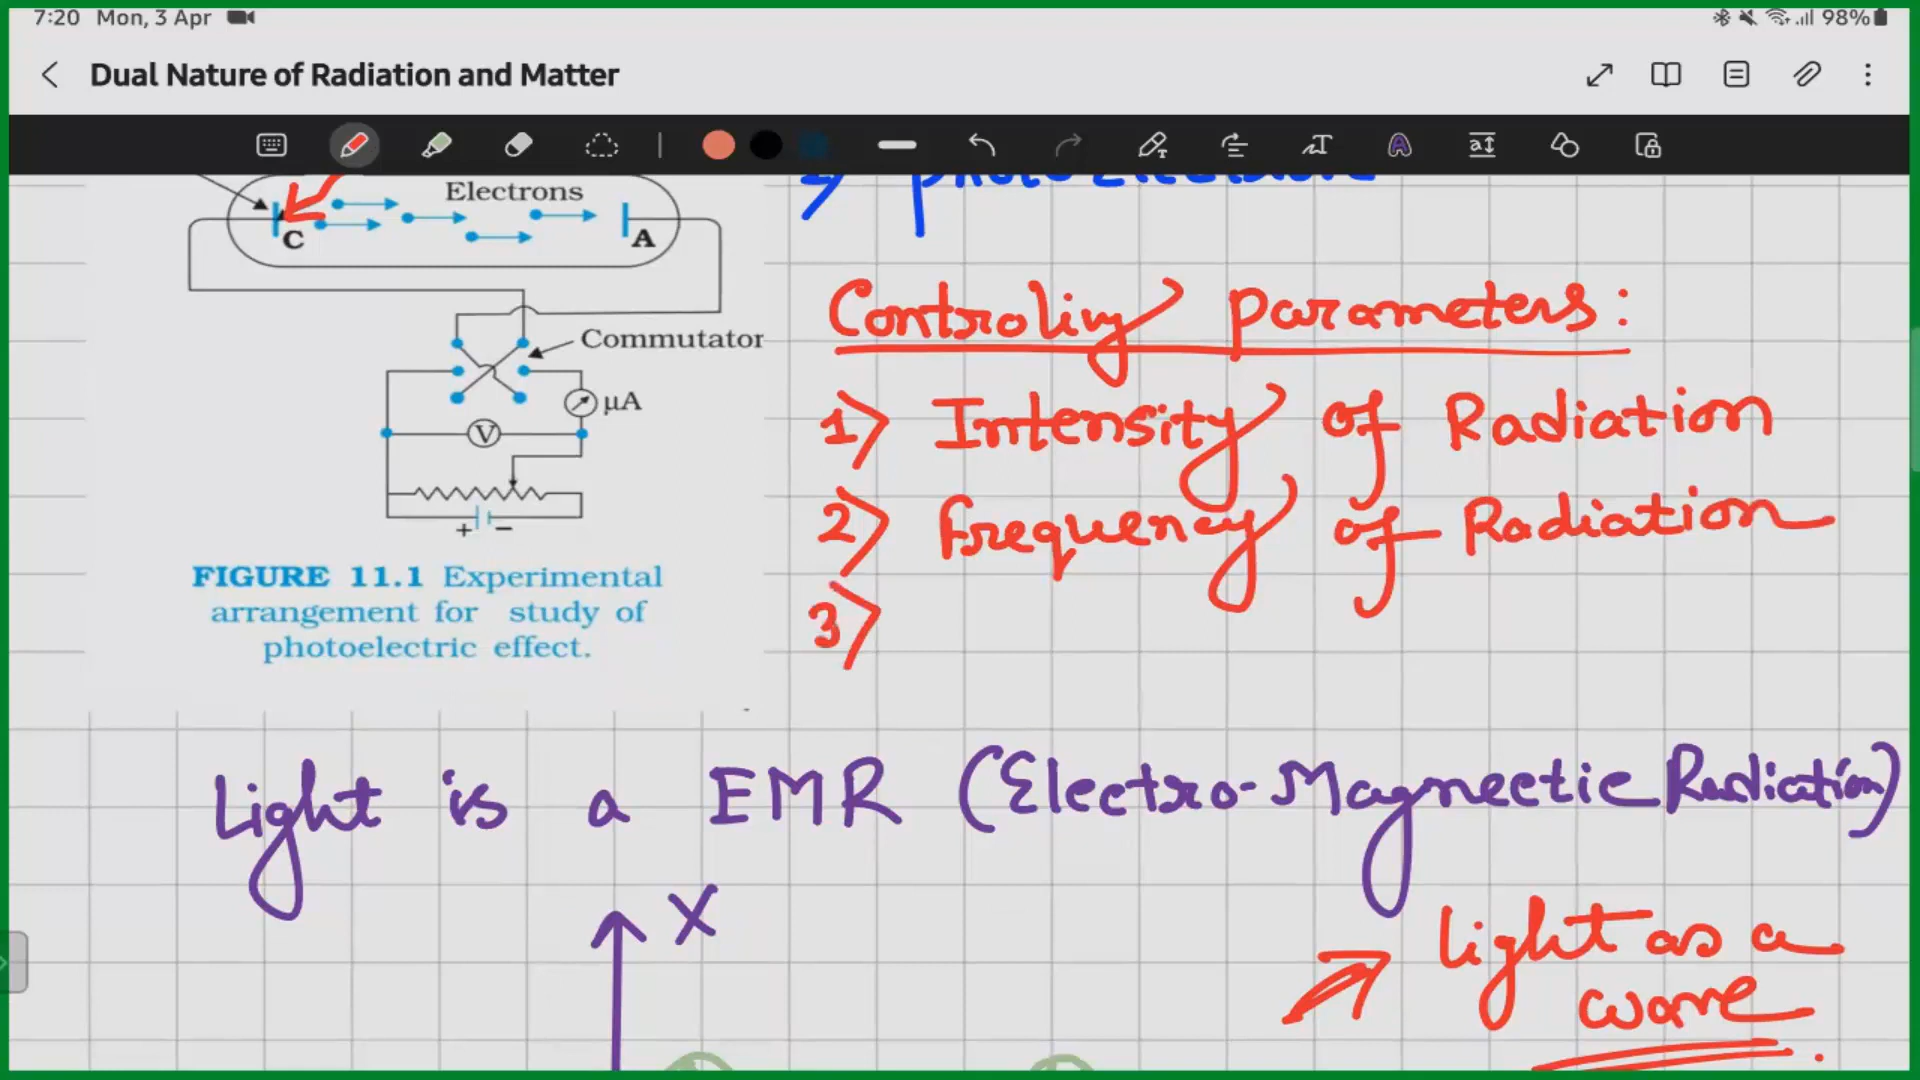 7:20 Mon, 3 Apr 98%
Dual Nature of Radiation and Matter
Electrons
C
A
Commutator
μA
V
+ −
FIGURE 11.1 Experimental
arrangement for study of
photoelectric effect.
Controling Parameters:
1) Intensity of Radiation
2) Frequency of Radiation
3)
Light is a EMR (Electro-Magneetic Radiation)
X
light as a
wave